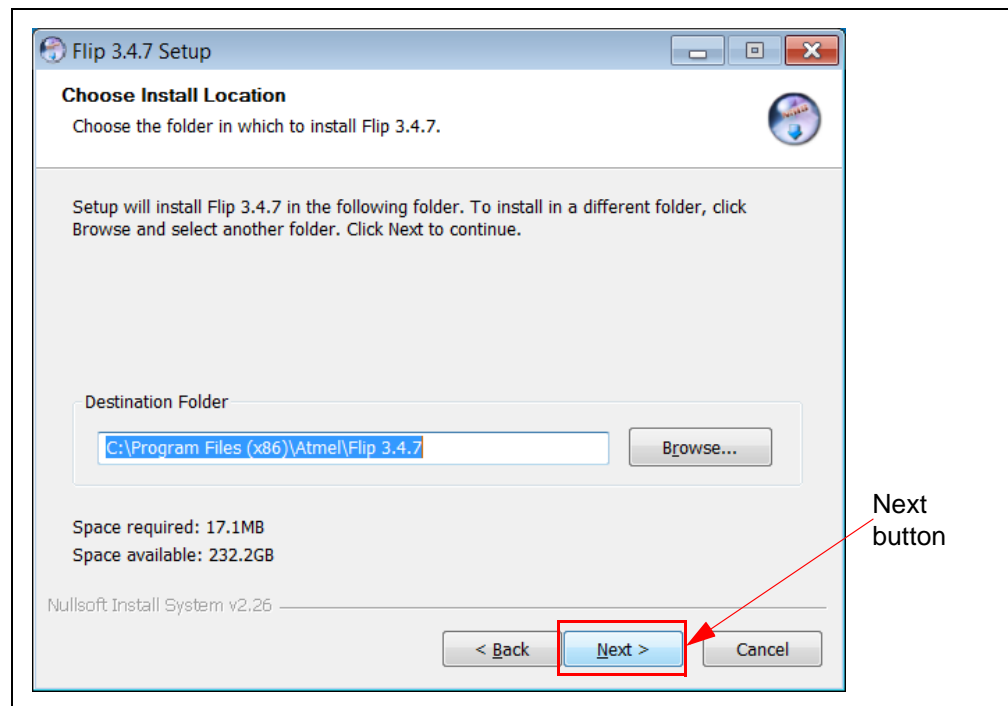 Flip 3.4.7 Setup
Choose Install Location
Choose the folder in which to install Flip 3.4.7.
Setup will install Flip 3.4.7 in the following folder. To install in a different folder, click
Browse and select another folder. Click Next to continue.
Destination Folder
C:\Program Files (x86)\Atmel\Flip 3.4.7
Browse...
Space required: 17.1MB
Space available: 232.2GB
Next
button
Nullsoft Install System v2.26
< Back
Next >
Cancel